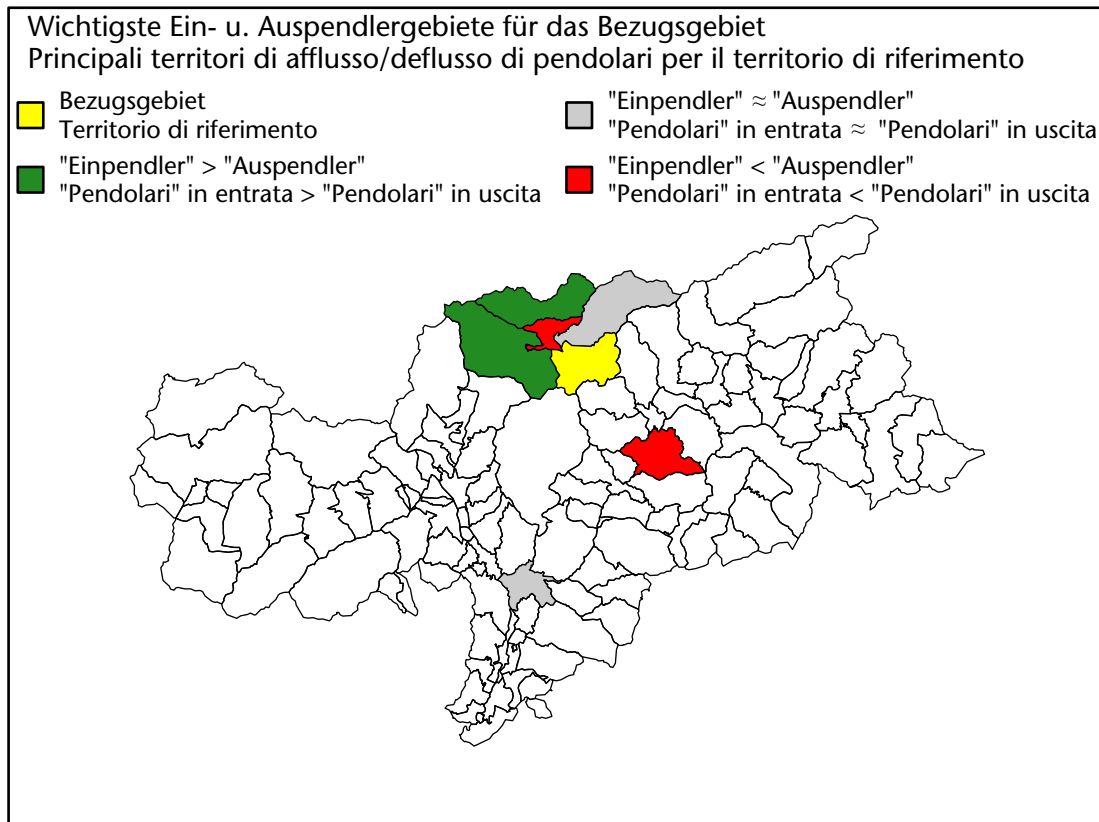 Wichtigste Ein- u. Auspendlergebiete für das Bezugsgebiet
Principali territori di afflusso/deflusso di pendolari per il territorio di riferimento
Bezugsgebiet
Territorio di riferimento
"Einpendler" > "Auspendler"
"Pendolari" in entrata > "Pendolari" in uscita
"Einpendler" ≈ "Auspendler"
"Pendolari" in entrata ≈ "Pendolari" in uscita
"Einpendler" < "Auspendler"
"Pendolari" in entrata < "Pendolari" in uscita